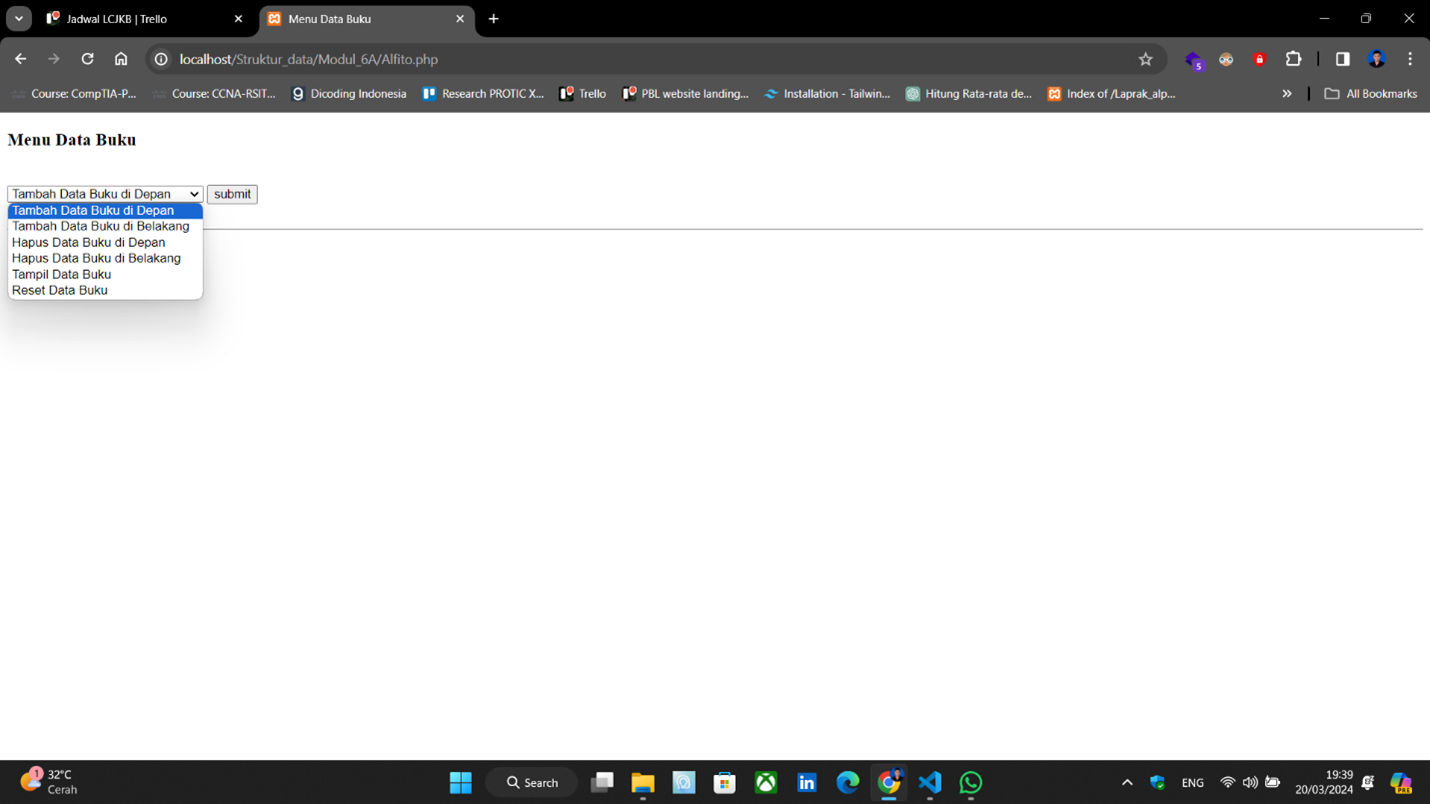 Jadwal LCJKB | Trello
Menu Data Buku
localhost/Struktur_data/Modul_6A/Alfito.php
5
Course: CompTIA-P...
Course: CCNA-RSIT...
Dicoding Indonesia
Research PROTIC X...
Trello
PBL website landing...
Installation - Tailwin...
Hitung Rata-rata de...
Index of /Laprak_alp...
All Bookmarks
Menu Data Buku
Tambah Data Buku di Depan
submit
Tambah Data Buku di Depan
Tambah Data Buku di Belakang
Hapus Data Buku di Depan
Hapus Data Buku di Belakang
Tampil Data Buku
Reset Data Buku
1
32°C
Cerah
Search
in
ENG
19:39
20/03/2024
PRE